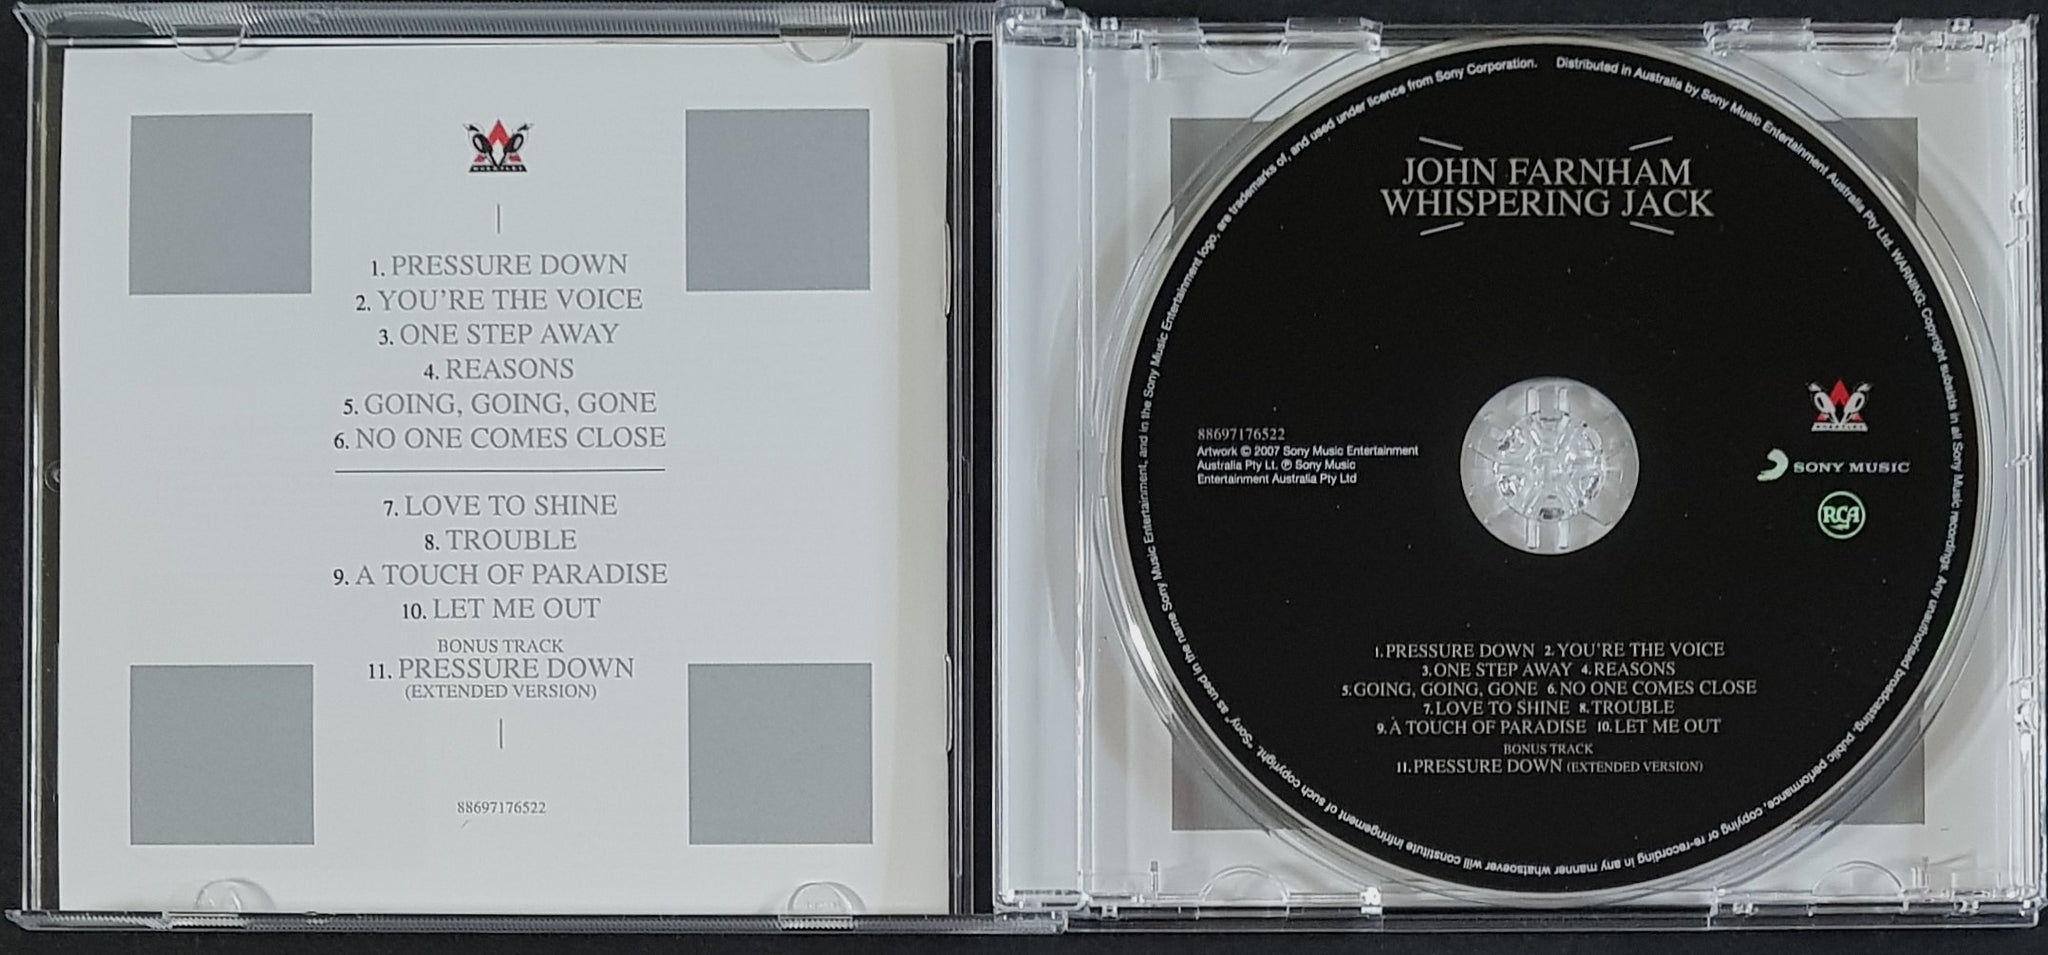 1. PRESSURE DOWN
2. YOU'RE THE VOICE
3. ONE STEP AWAY
4. REASONS
5. GOING, GOING, GONE
6. NO ONE COMES CLOSE
7. LOVE TO SHINE
8. TROUBLE
9. A TOUCH OF PARADISE
10. LET ME OUT
BONUS TRACK
11. PRESSURE DOWN
(EXTENDED VERSION)
88697176522
JOHN FARNHAM
WHISPERING JACK
88697176522
Artwork © 2007 Sony Music Entertainment
Australia Pty Lt. ℗ Sony Music
Entertainment Australia Pty Ltd
SONY MUSIC
RCA
1. PRESSURE DOWN 2. YOU'RE THE VOICE
3. ONE STEP AWAY 4. REASONS
5. GOING, GOING, GONE 6. NO ONE COMES CLOSE
7. LOVE TO SHINE 8. TROUBLE
9. A TOUCH OF PARADISE 10. LET ME OUT
BONUS TRACK
11. PRESSURE DOWN (EXTENDED VERSION)
Distributed in Australia by Sony Music Entertainment Australia Pty Ltd. WARNING: Copyright subsists in all Sony Music recordings. Any unauthorised broadcasting, public performance, copying or re-recording in any manner whatsoever will constitute infringement of such copyright. "Sony" as used in the name Sony Music Entertainment, and in the Sony Music Entertainment logo, are trademarks of, and used under licence from Sony Corporation.